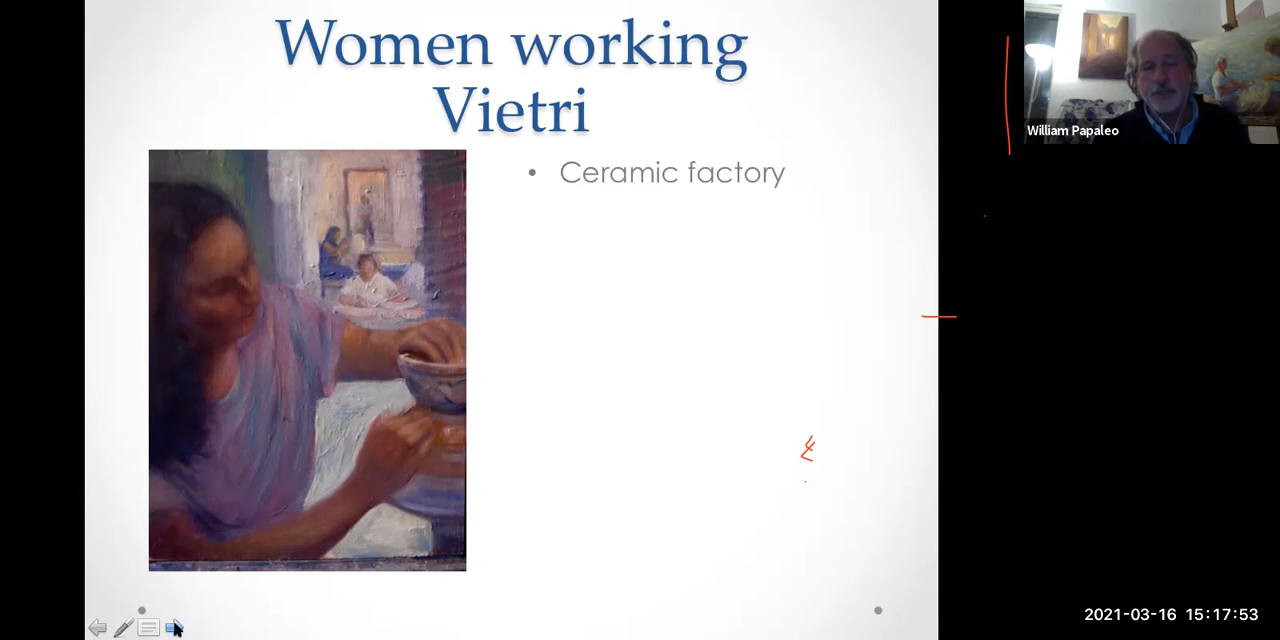 Women working
Vietri
• Ceramic factory
William Papaleo
2021-03-16 15:17:53